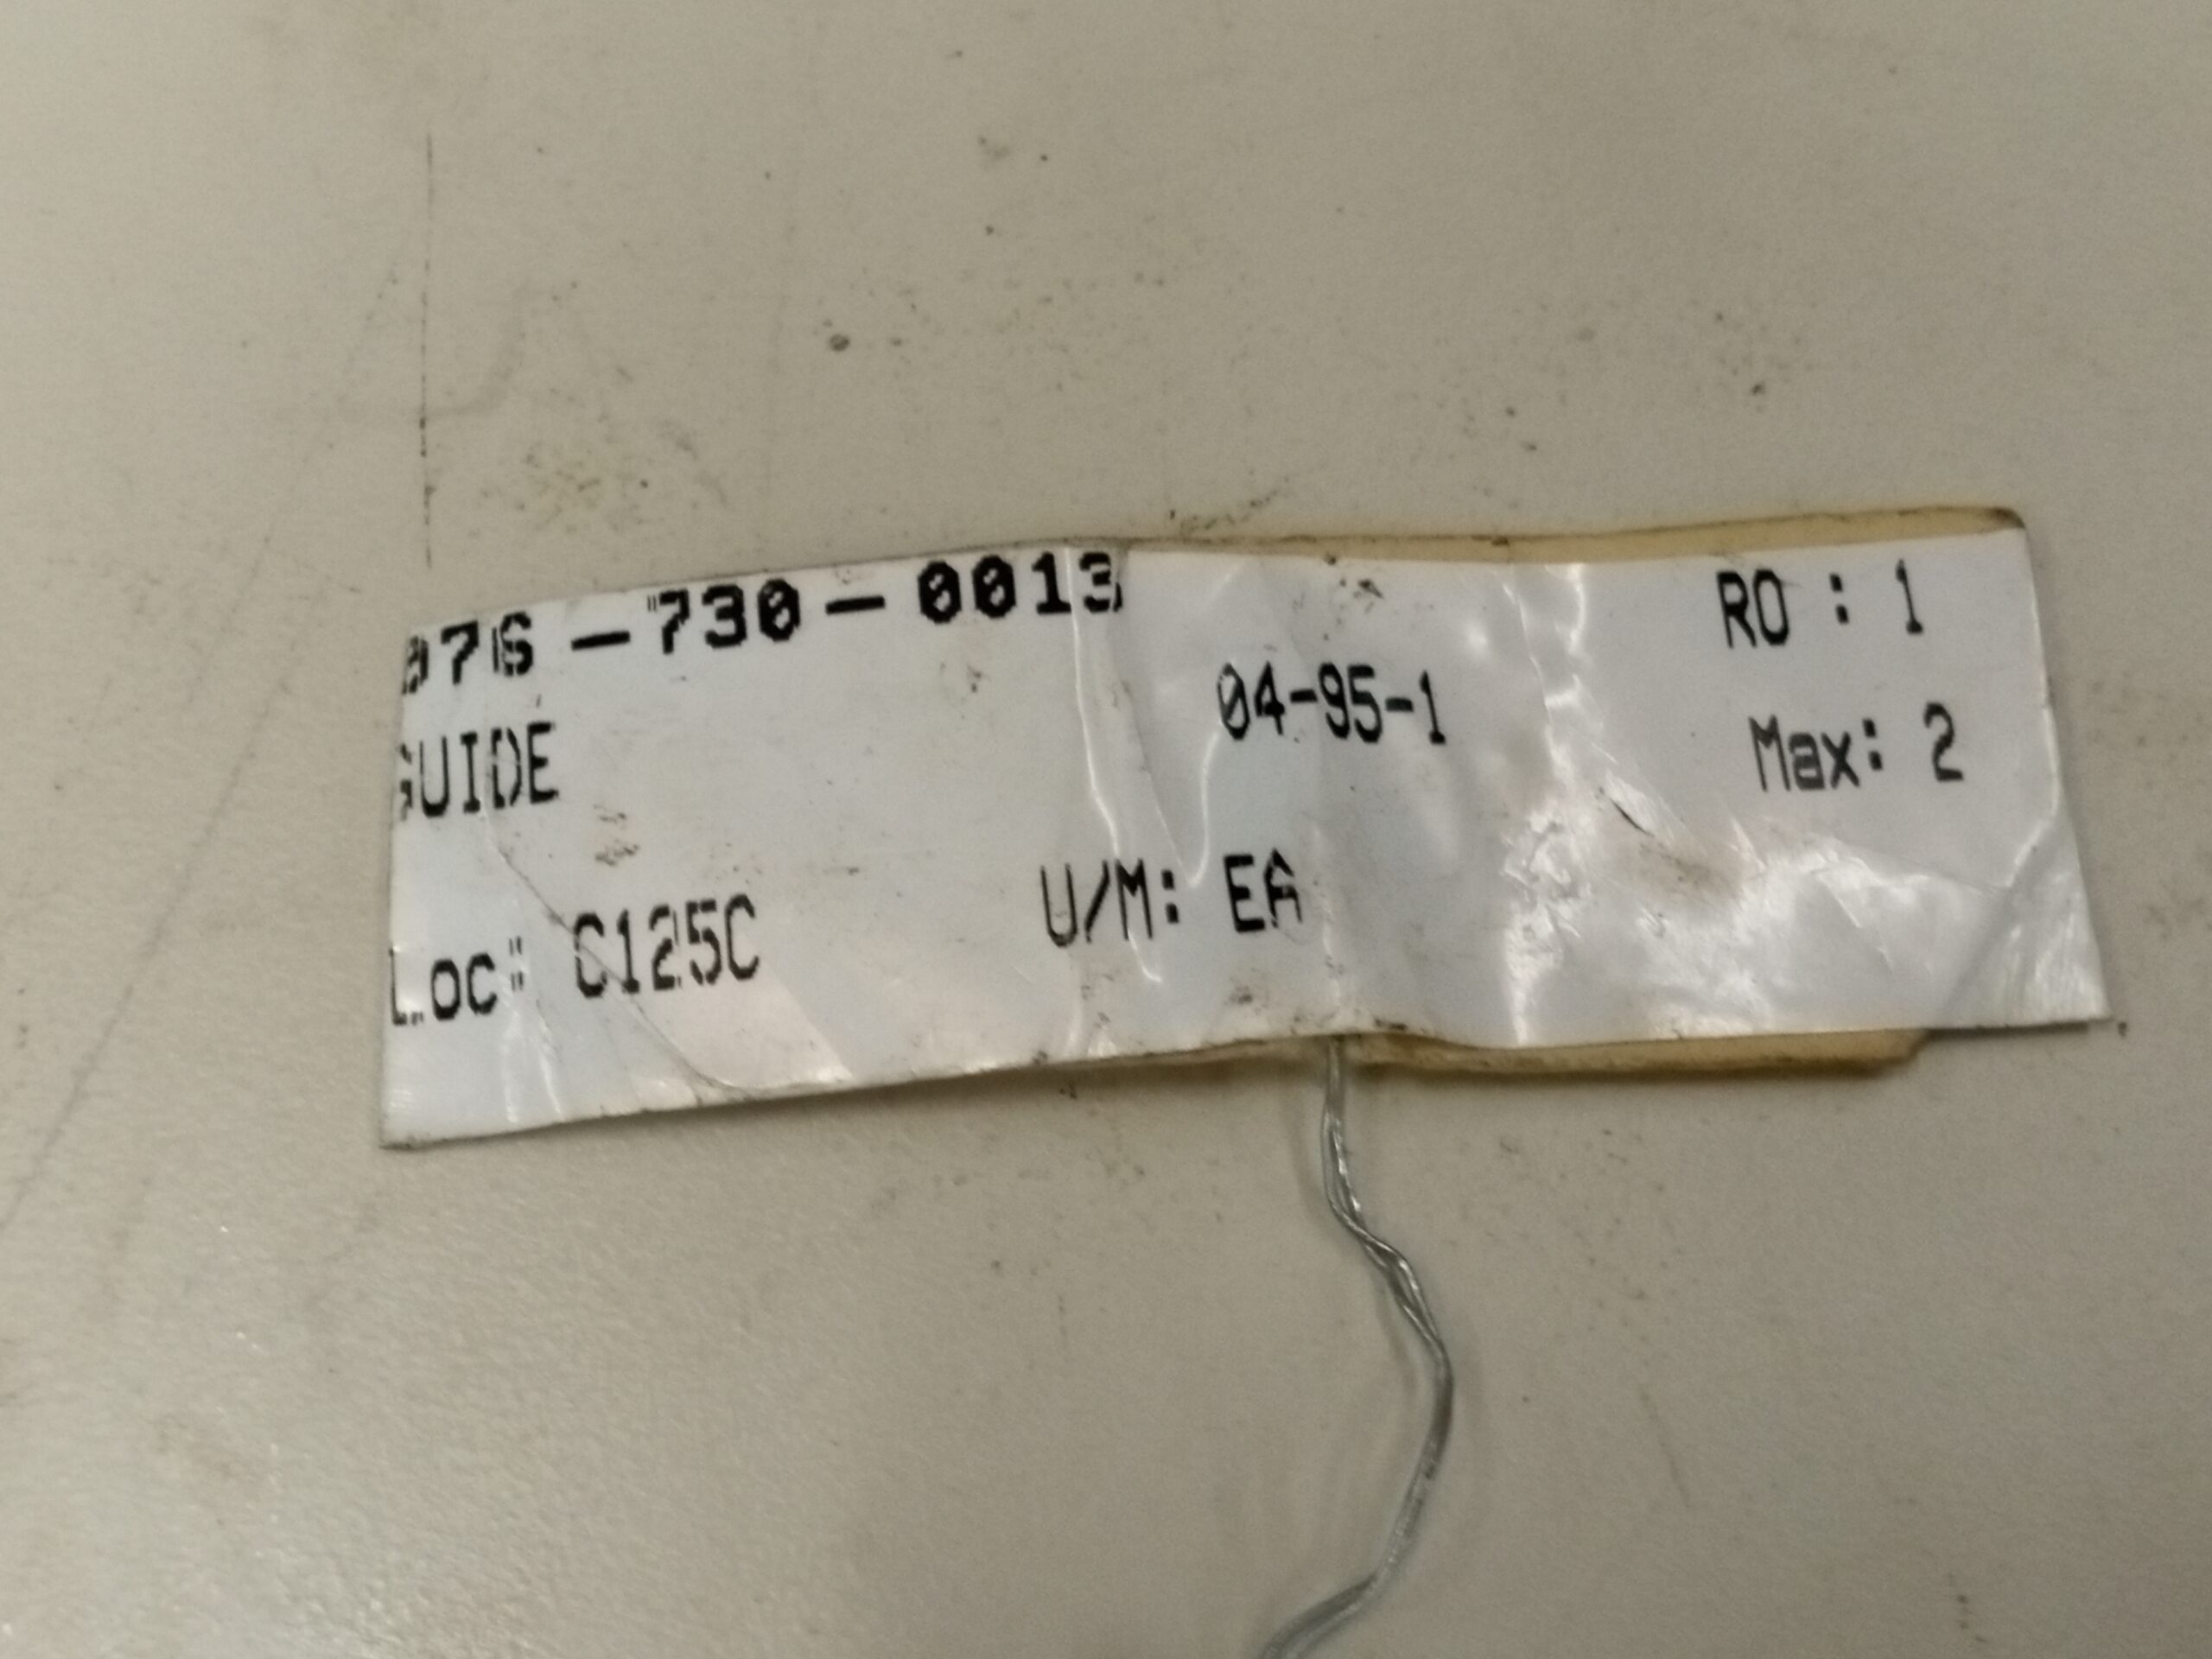 076-730-0013
RO : 1
04-95-1
GUIDE
Max: 2
U/M: EA
Loc: C125C